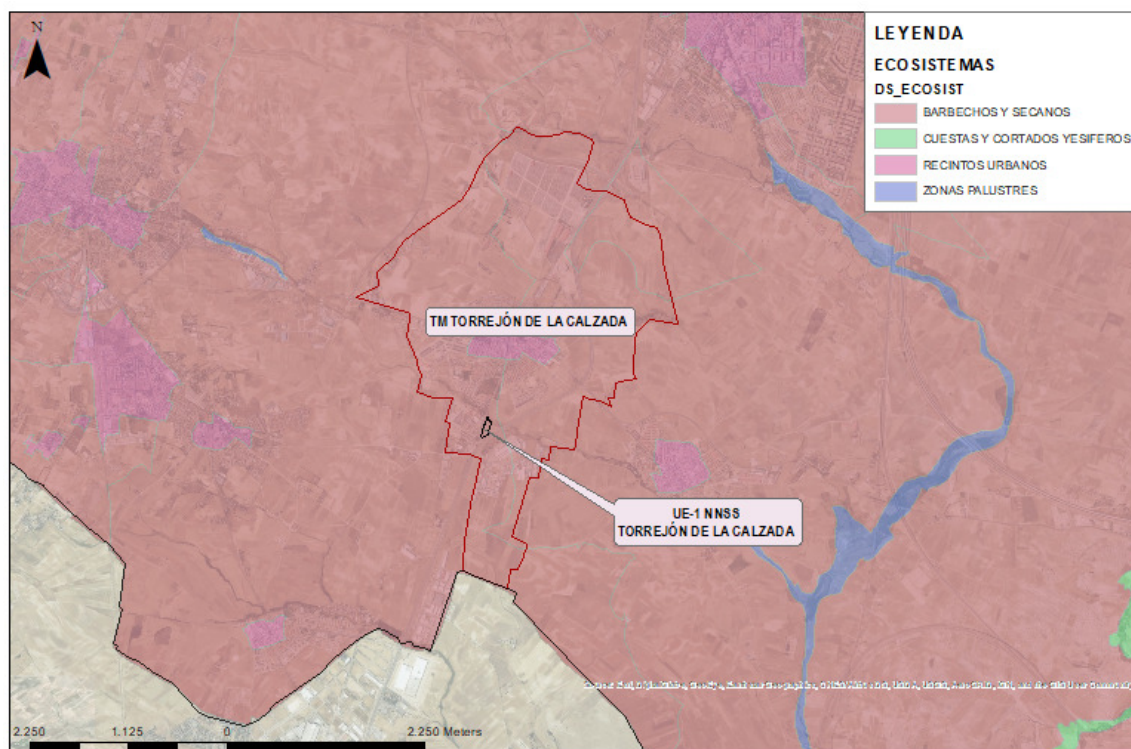 N
LEYENDA
ECOSISTEMAS
DS_ECOSIST
BARBECHOS Y SECANOS
CUESTAS Y CORTADOS YESIFEROS
RECINTOS URBANOS
ZONAS PALUSTRES
TM TORREJÓN DE LA CALZADA
UE-1 NNSS
TORREJÓN DE LA CALZADA
2.250 1.125 0 2.250 Meters